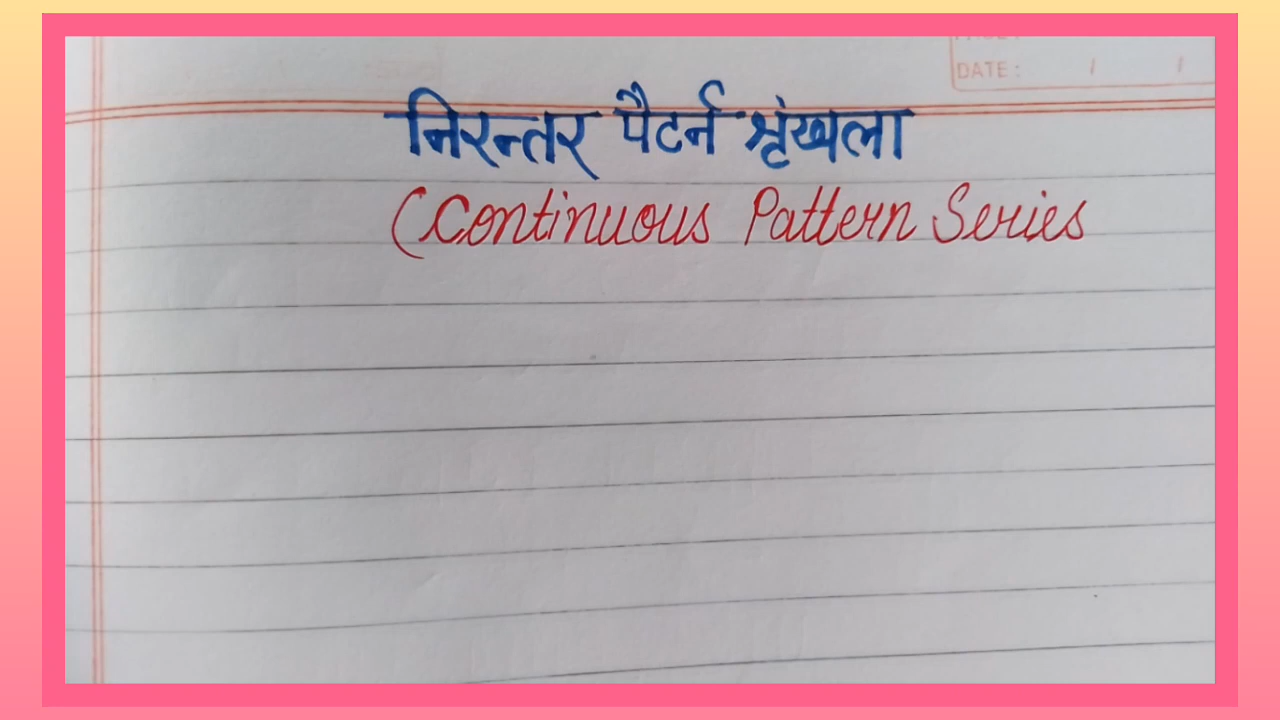 DATE : / /
निरन्तर पैटर्न श्रृंखला
(Continuous Pattern Series